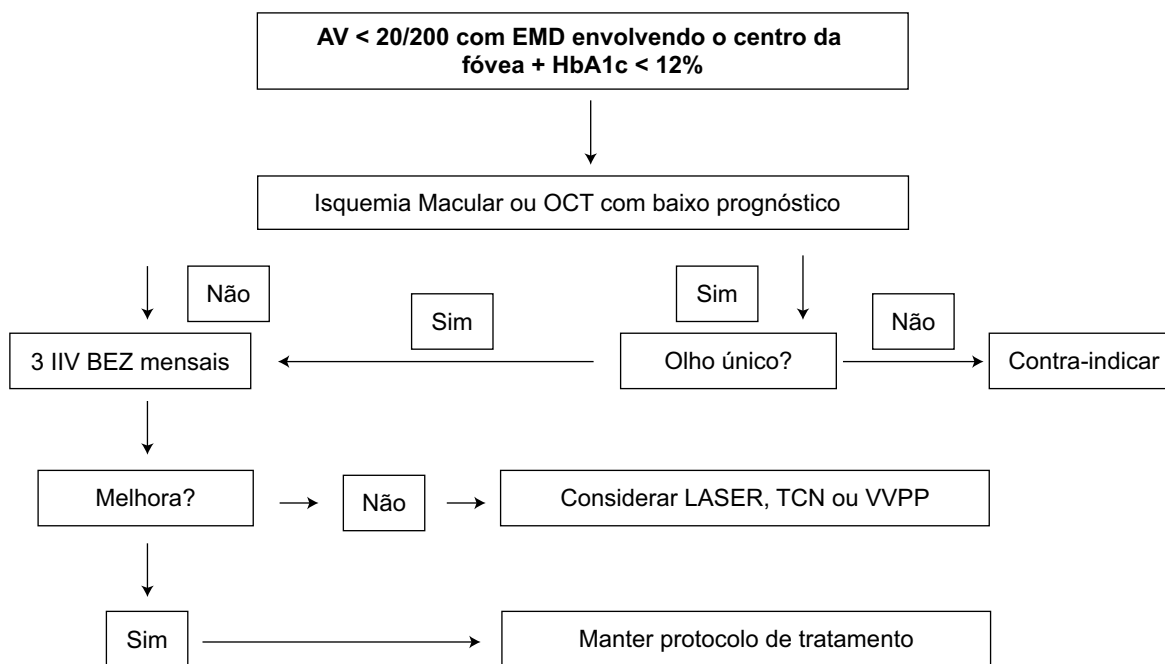 AV < 20/200 com EMD envolvendo o centro da
fóvea + HbA1c < 12%
Isquemia Macular ou OCT com baixo prognóstico
Não
Sim
Sim
Não
3 IIV BEZ mensais
Olho único?
Contra-indicar
Melhora?
Não
Considerar LASER, TCN ou VVPP
Sim
Manter protocolo de tratamento